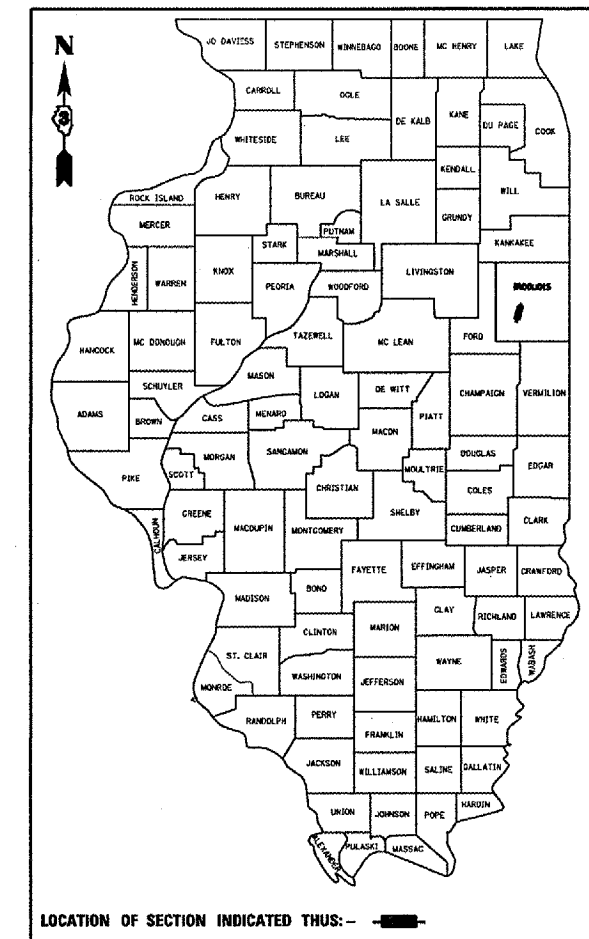 N
3
JO DAVIESS STEPHENSON WINNEBAGO BOONE MC HENRY LAKE
CARROLL OGLE DE KALB KANE DU PAGE COOK
WHITESIDE LEE KENDALL WILL
ROCK ISLAND HENRY BUREAU LA SALLE GRUNDY
MERCER PUTNAM KANKAKEE
HENDERSON WARREN KNOX STARK MARSHALL LIVINGSTON IROQUOIS
PEORIA WOODFORD
HANCOCK MC DONOUGH FULTON TAZEWELL MC LEAN FORD
SCHUYLER MASON LOGAN DE WITT CHAMPAIGN VERMILION
ADAMS BROWN CASS MENARD MACON PIATT
MORGAN SANGAMON DOUGLAS EDGAR
PIKE SCOTT CHRISTIAN MOULTRIE COLES
GREENE SHELBY CUMBERLAND CLARK
CALHOUN MACOUPIN MONTGOMERY
JERSEY FAYETTE EFFINGHAM JASPER CRAWFORD
MADISON BOND CLAY RICHLAND LAWRENCE
CLINTON MARION
ST. CLAIR WAYNE EDWARDS WABASH
WASHINGTON JEFFERSON
MONROE
RANDOLPH PERRY HAMILTON WHITE
FRANKLIN
JACKSON WILLIAMSON SALINE GALLATIN
UNION JOHNSON POPE HARDIN
ALEXANDER PULASKI MASSAC
LOCATION OF SECTION INDICATED THUS:-